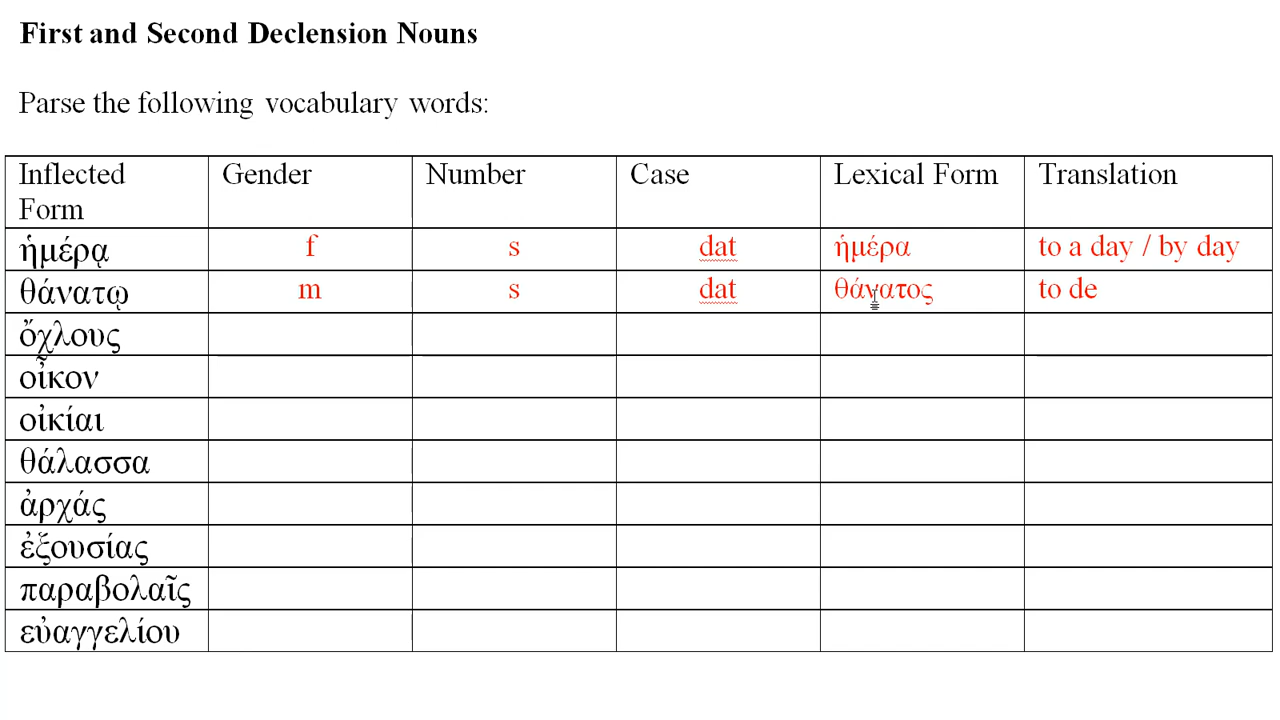 First and Second Declension Nouns
Parse the following vocabulary words:
Inflected Form Gender Number Case Lexical Form Translation
ἡμέρᾳ f s dat ἡμέρα to a day / by day
θάνατῳ m s dat θάνατος to de
ὄχλους
οἶκον
οἰκίαι
θάλασσα
ἀρχάς
ἐξουσίας
παραβολαῖς
εὐαγγελίου